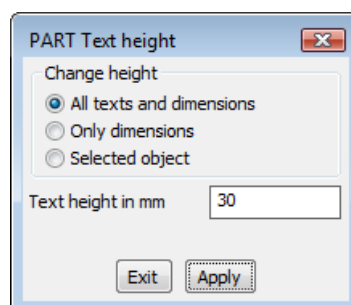 PART Text height
Change height
All texts and dimensions
Only dimensions
Selected object
Text height in mm 30
Exit Apply